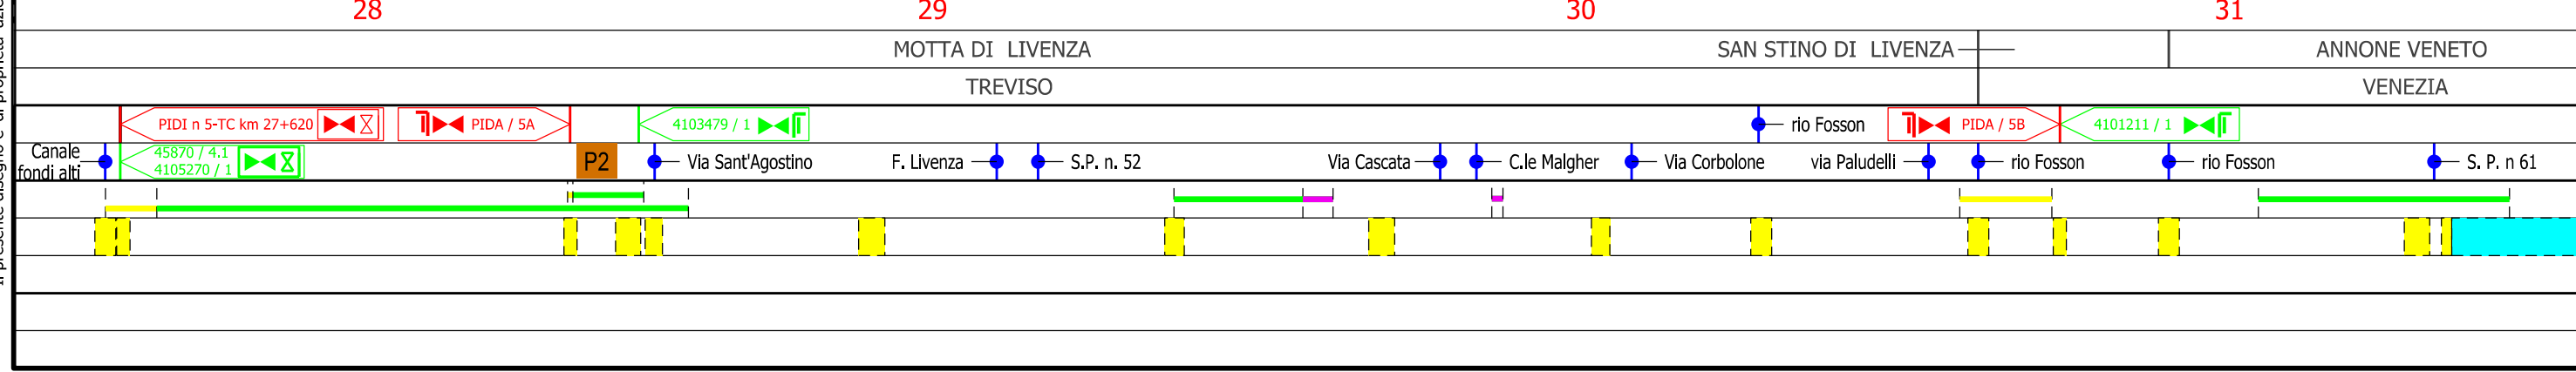 28 29 30 31
MOTTA DI LIVENZA SAN STINO DI LIVENZA ANNONE VENETO
TREVISO VENEZIA
PIDI n 5-TC km 27+620 PIDA / 5A 4103479 / 1 rio Fosson PIDA / 5B 4101211 / 1
Canale
fondi alti
45870 / 4.1
4105270 / 1
P2 Via Sant'Agostino F. Livenza S.P. n. 52 Via Cascata C.le Malgher Via Corbolone via Paludelli rio Fosson rio Fosson S. P. n 61